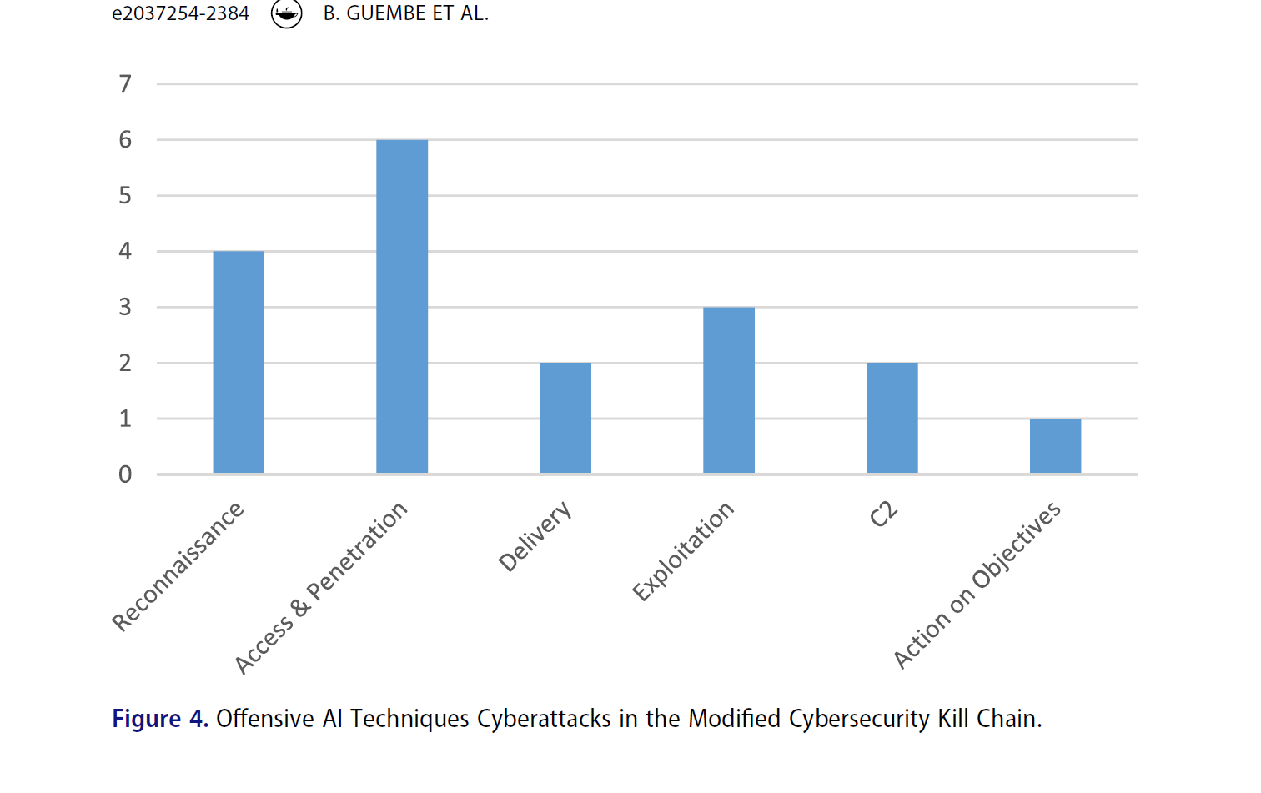 e2037254-2384 B. GUEMBE ET AL.
7
6
5
4
3
2
1
0
Reconnaissance
Access & Penetration
Delivery
Exploitation
C2
Action on Objectives
Figure 4. Offensive AI Techniques Cyberattacks in the Modified Cybersecurity Kill Chain.